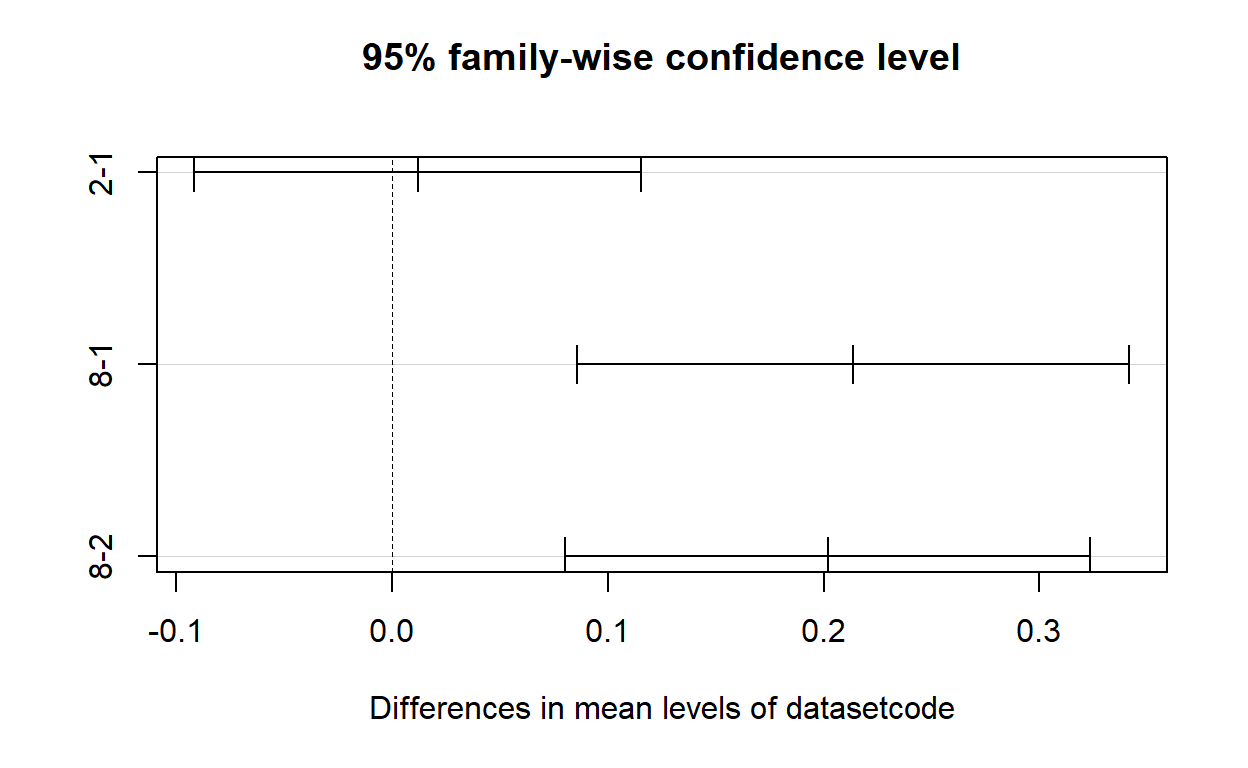 95% family-wise confidence level
2-1
8-1
8-2
-0.1 0.0 0.1 0.2 0.3
Differences in mean levels of datasetcode